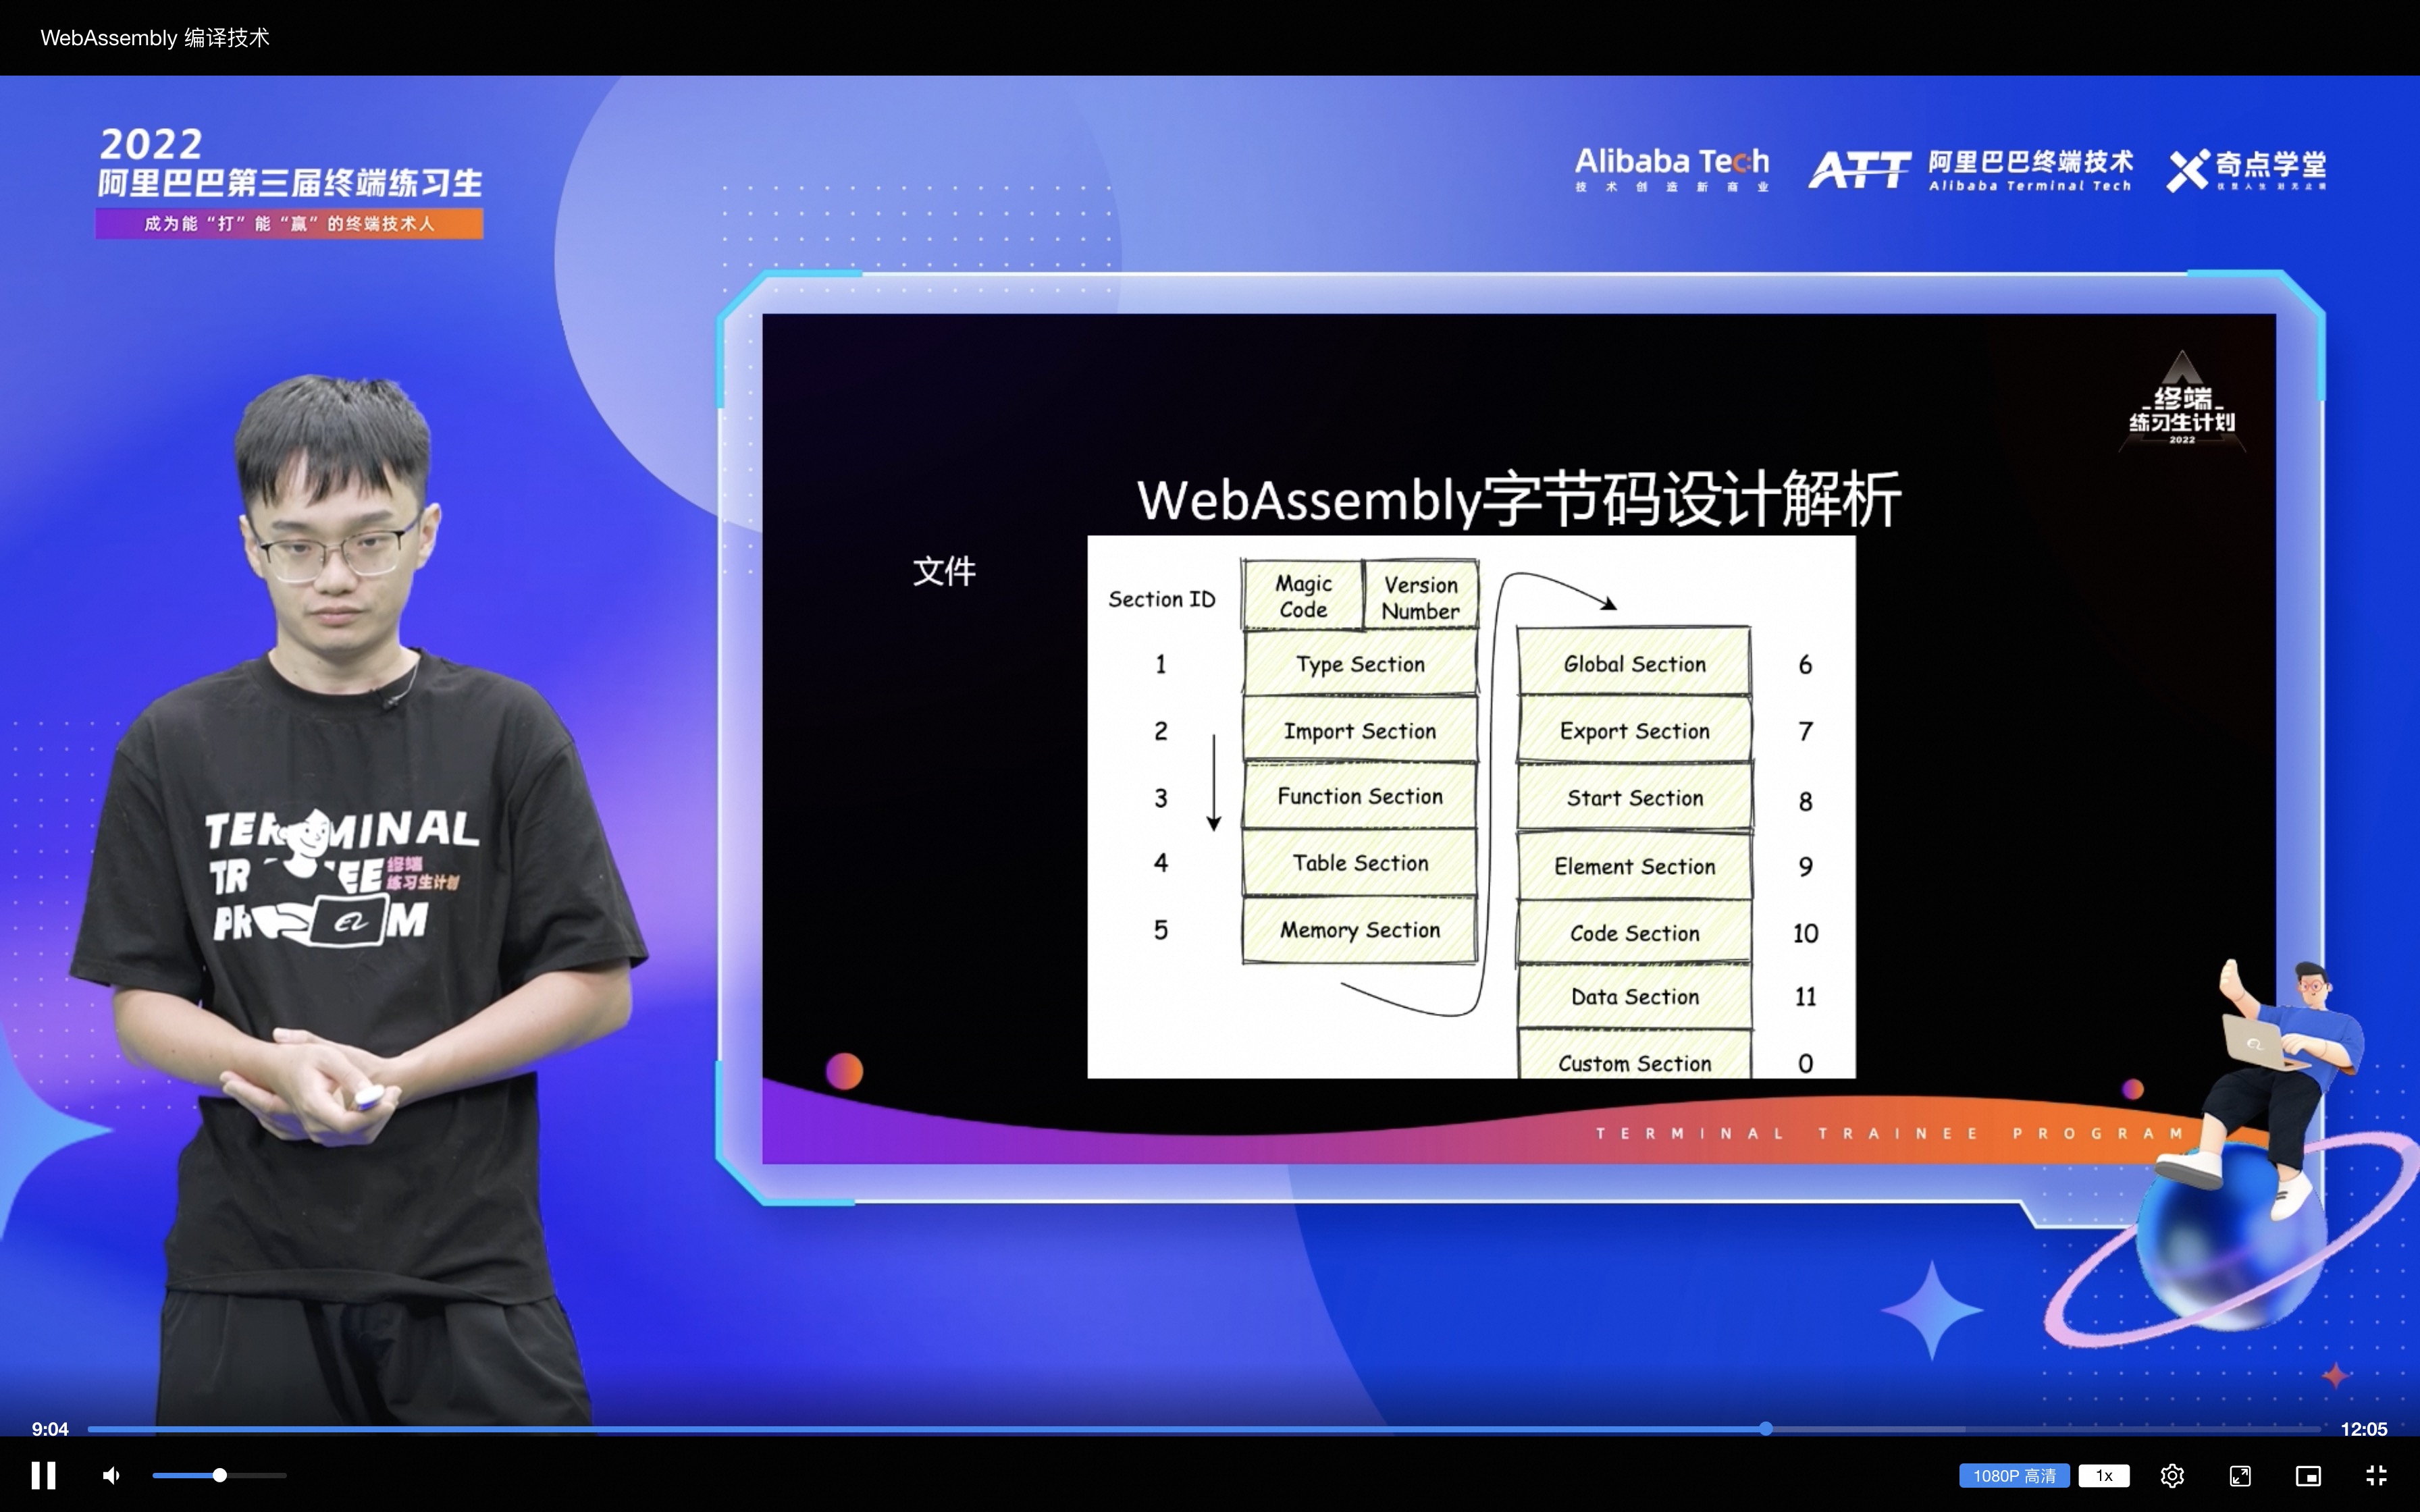 WebAssembly 编译技术
2022
阿里巴巴第三届终端练习生
成为能“打”能“赢”的终端技术人
Alibaba Tech
技术创造新商业
ATT
阿里巴巴终端技术
Alibaba Terminal Tech
奇点学堂
终端
练习生计划
2022
WebAssembly字节码设计解析
文件
Section ID
Magic Code
Version Number
1 Type Section
2 Import Section
3 Function Section
4 Table Section
5 Memory Section
Global Section 6
Export Section 7
Start Section 8
Element Section 9
Code Section 10
Data Section 11
Custom Section 0
TERMINAL TRAINEE PROGRAM
TERMINAL
终端
练习生计划
9:04
12:05
1080P 高清
1x